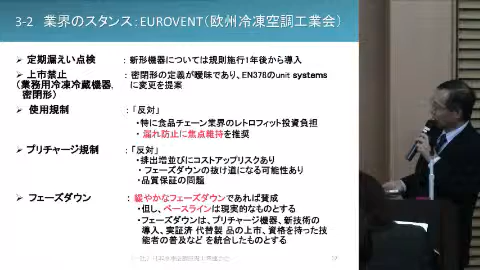 3-2 業界のスタンス:EUROVENT(欧州冷凍空調工業会)
➢ 定期漏えい点検 : 新形機器については規則施行1年後から導入
➢ 上市禁止 : 密閉形の定義が曖昧であり、EN378のunit systems
(業務用冷凍冷蔵機器、 に変更を提案
密閉形)
➢ 使用規制 : 「反対」
・特に食品チェーン業界のレトロフィット投資負担
・漏れ防止に焦点維持を推奨
➢ プリチャージ規制 : 「反対」
・排出増並びにコストアップリスクあり
・フェーズダウンの抜け道になる可能性あり
・品質保証の問題
➢ フェーズダウン : 緩やかなフェーズダウンであれば賛成
・但し、ベースラインは現実的なものとする
・フェーズダウンは、プリチャージ機器、新技術の
導入、実証済 代替製 品の上市、資格を持った技
能者の普及など を統合したものとする